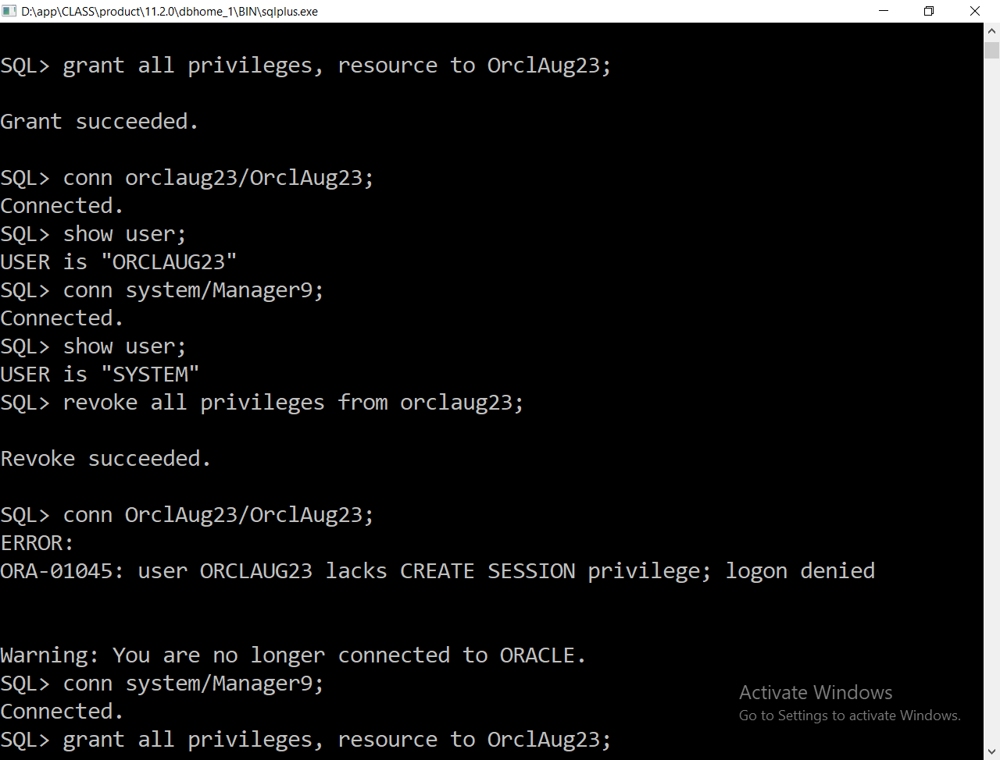 D:\app\CLASS\product\11.2.0\dbhome_1\BIN\sqlplus.exe
SQL> grant all privileges, resource to OrclAug23;
Grant succeeded.
SQL> conn orclaug23/OrclAug23;
Connected.
SQL> show user;
USER is "ORCLAUG23"
SQL> conn system/Manager9;
Connected.
SQL> show user;
USER is "SYSTEM"
SQL> revoke all privileges from orclaug23;
Revoke succeeded.
SQL> conn OrclAug23/OrclAug23;
ERROR:
ORA-01045: user ORCLAUG23 lacks CREATE SESSION privilege; logon denied
Warning: You are no longer connected to ORACLE.
SQL> conn system/Manager9;
Connected.
SQL> grant all privileges, resource to OrclAug23;
Activate Windows
Go to Settings to activate Windows.